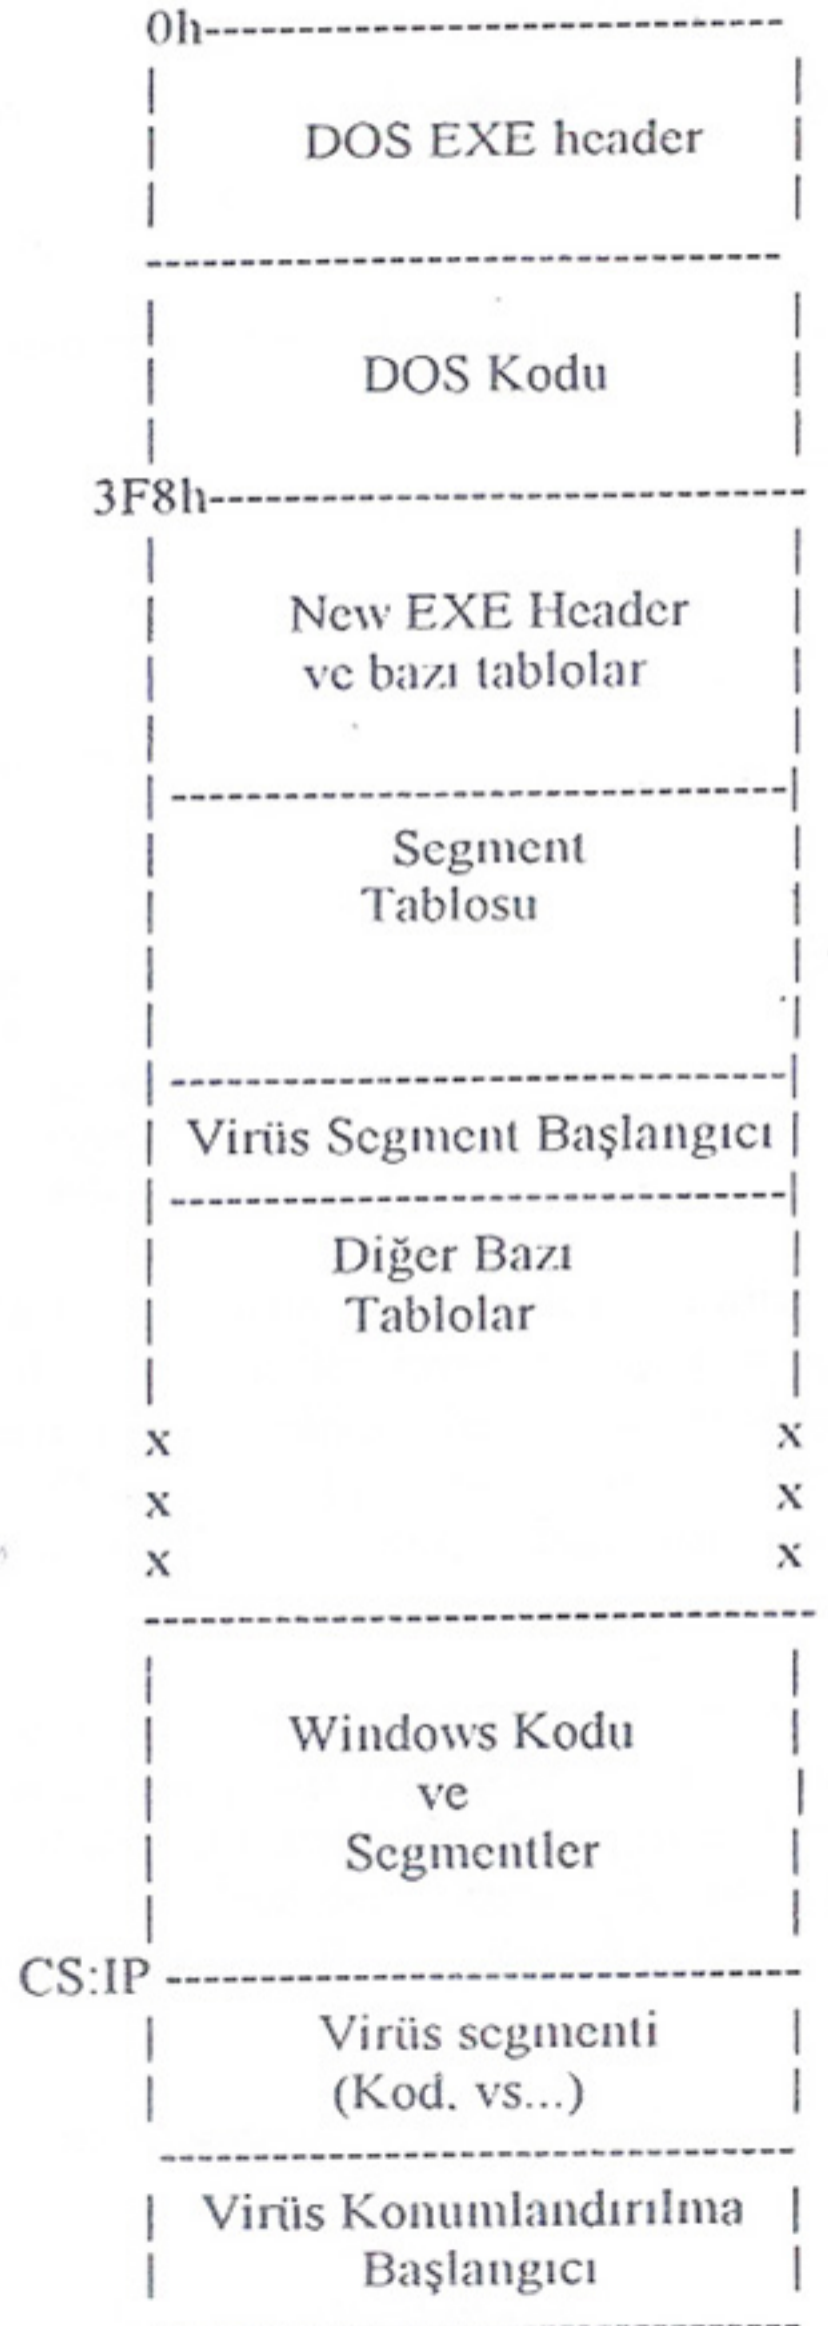 0h
DOS EXE header
DOS Kodu
3F8h
New EXE Header
ve bazı tablolar
Segment
Tablosu
Virüs Segment Başlangıcı
Diğer Bazı
Tablolar
x x
x x
x x
Windows Kodu
ve
Segmentler
CS:IP
Virüs segmenti
(Kod. vs...)
Virüs Konumlandırılma
Başlangıcı